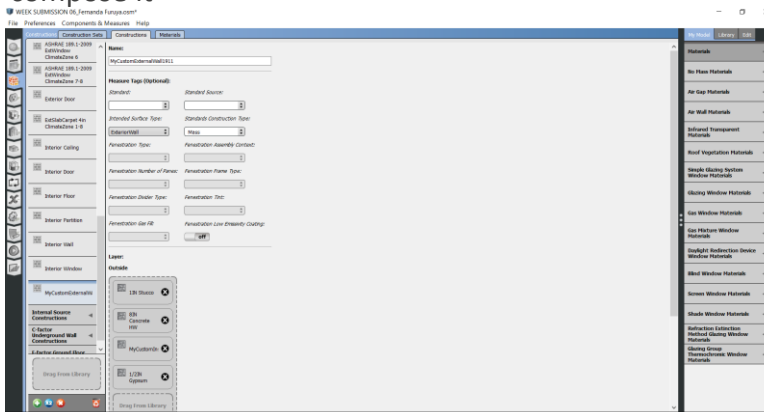 compose it
WEEK SUBMISSION 06_Fernanda Furuya.osm*
File Preferences Components & Measures Help
Constructions Construction Sets Constructions Materials
My Model Library Edit
ASHRAE 189.1-2009
ExtWindow
ClimateZone 6
ASHRAE 189.1-2009
ExtWindow
ClimateZone 7-8
Exterior Door
ExtSlabCarpet 4in
ClimateZone 1-8
Interior Ceiling
Interior Door
Interior Floor
Interior Partition
Interior Wall
Interior Window
MyCustomExternalWall
Internal Source
Constructions
C-factor
Underground Wall
Constructions
F-factor Ground Floor
Drag From Library
Name:
MyCustomExternalWall1911
Measure Tags (Optional):
Standard: Standard Source:
Intended Surface Type: Standards Construction Type:
ExteriorWall Mass
Fenestration Type: Fenestration Assembly Context:
Fenestration Number of Panes: Fenestration Frame Type:
Fenestration Divider Type: Fenestration Tint:
Fenestration Gas Fill: Fenestration Low Emissivity Coating:
off
Layer:
Outside
1IN Stucco
8IN
Concrete
HW
MyCustomIn
1/2IN
Gypsum
Drag From Library
Materials
No Mass Materials
Air Gap Materials
Air Wall Materials
Infrared Transparent
Materials
Roof Vegetation Materials
Simple Glazing System
Window Materials
Glazing Window Materials
Gas Window Materials
Gas Mixture Window
Materials
Daylight Redirection Device
Window Materials
Blind Window Materials
Screen Window Materials
Shade Window Materials
Refraction Extinction
Method Glazing Window
Materials
Glazing Group
Thermochromic Window
Materials